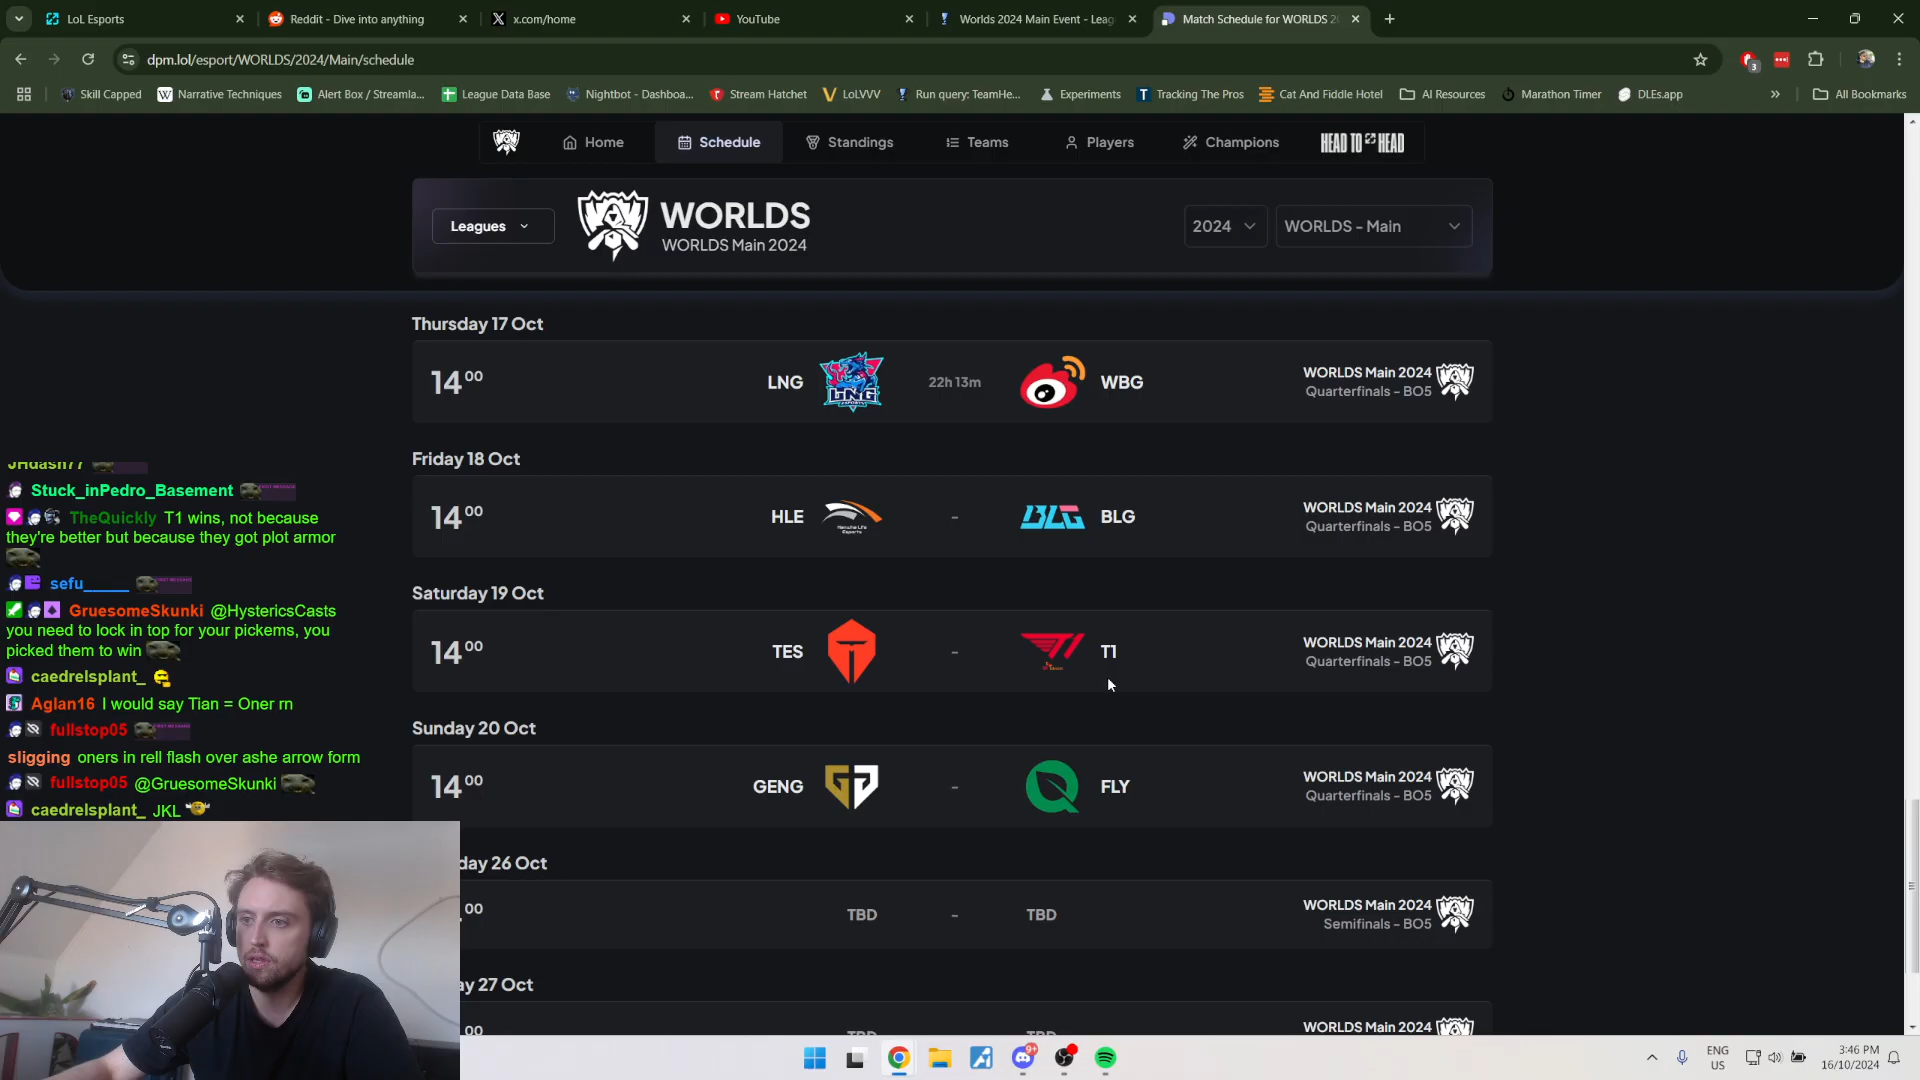 LoL Esports
Reddit - Dive into anything
x.com/home
YouTube
Worlds 2024 Main Event - Leag
Match Schedule for WORLDS 2
dpm.lol/esport/WORLDS/2024/Main/schedule
3
Skill Capped
Narrative Techniques
Alert Box / Streamla...
League Data Base
Nightbot - Dashboa...
Stream Hatchet
LoLVVV
Run query: TeamHe...
Experiments
Tracking The Pros
Cat And Fiddle Hotel
AI Resources
Marathon Timer
DLEs.app
All Bookmarks
Home
Schedule
Standings
Teams
Players
Champions
HEAD TO HEAD
Leagues
WORLDS
WORLDS Main 2024
2024
WORLDS - Main
Thursday 17 Oct
14 00
LNG
LNG
22h 13m
WBG
WORLDS Main 2024
Quarterfinals - BO5
Friday 18 Oct
14 00
HLE
-
BLG
BLG
WORLDS Main 2024
Quarterfinals - BO5
Saturday 19 Oct
14 00
TES
-
T1
T1
WORLDS Main 2024
Quarterfinals - BO5
Sunday 20 Oct
14 00
GENG
-
FLY
WORLDS Main 2024
Quarterfinals - BO5
day 26 Oct
00
TBD
-
TBD
WORLDS Main 2024
Semifinals - BO5
y 27 Oct
00
TBD
TBD
WORLDS Main 2024
JHdash77
Stuck_inPedro_Basement
TheQuickly T1 wins, not because
they're better but because they got plot armor
sefu_____
GruesomeSkunki @HystericsCasts
you need to lock in top for your pickems, you
picked them to win
caedrelsplant_
Aglan16 I would say Tian = Oner rn
fullstop05
sligging oners in rell flash over ashe arrow form
fullstop05 @GruesomeSkunki
caedrelsplant_ JKL
9+
ENG
US
3:46 PM
16/10/2024